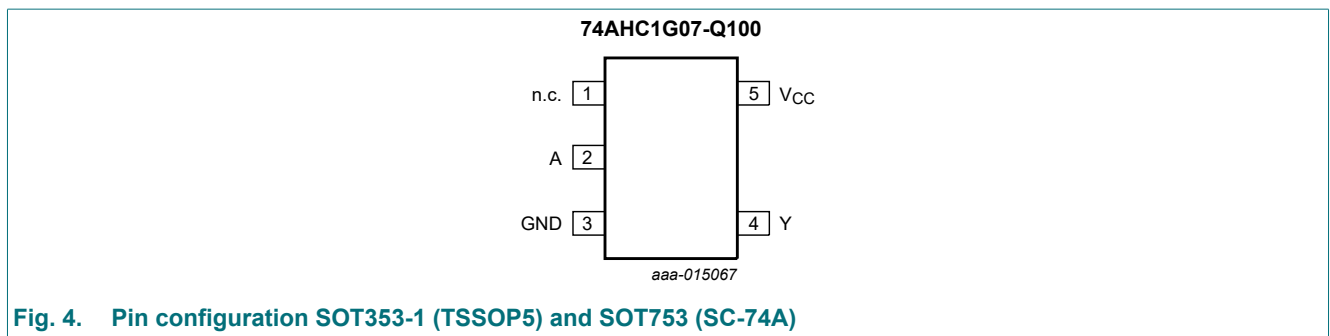 74AHC1G07-Q100
n.c. 1
5 VCC
A 2
GND 3
4 Y
aaa-015067
Fig. 4. Pin configuration SOT353-1 (TSSOP5) and SOT753 (SC-74A)